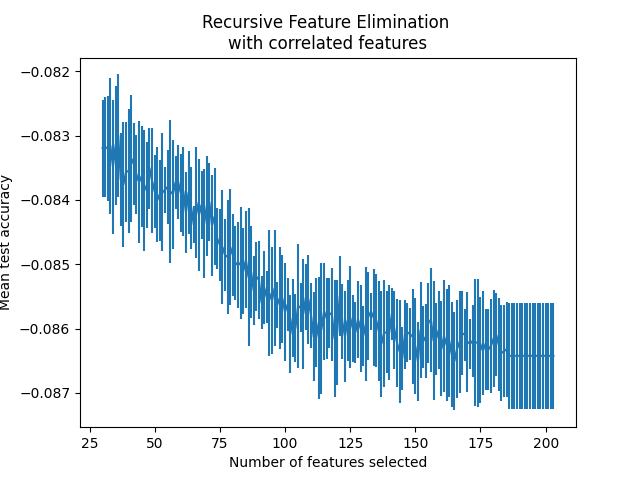 Recursive Feature Elimination
with correlated features
−0.082
−0.083
−0.084
−0.085
−0.086
−0.087
Mean test accuracy
25 50 75 100 125 150 175 200
Number of features selected